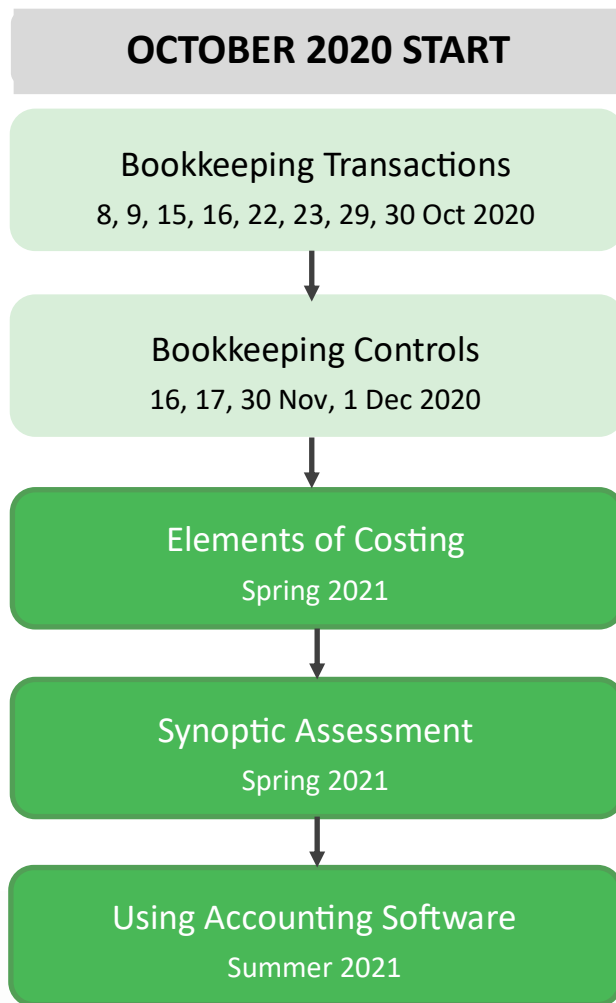 OCTOBER 2020 START
Bookkeeping Transactions
8, 9, 15, 16, 22, 23, 29, 30 Oct 2020
Bookkeeping Controls
16, 17, 30 Nov, 1 Dec 2020
Elements of Costing
Spring 2021
Synoptic Assessment
Spring 2021
Using Accounting Software
Summer 2021